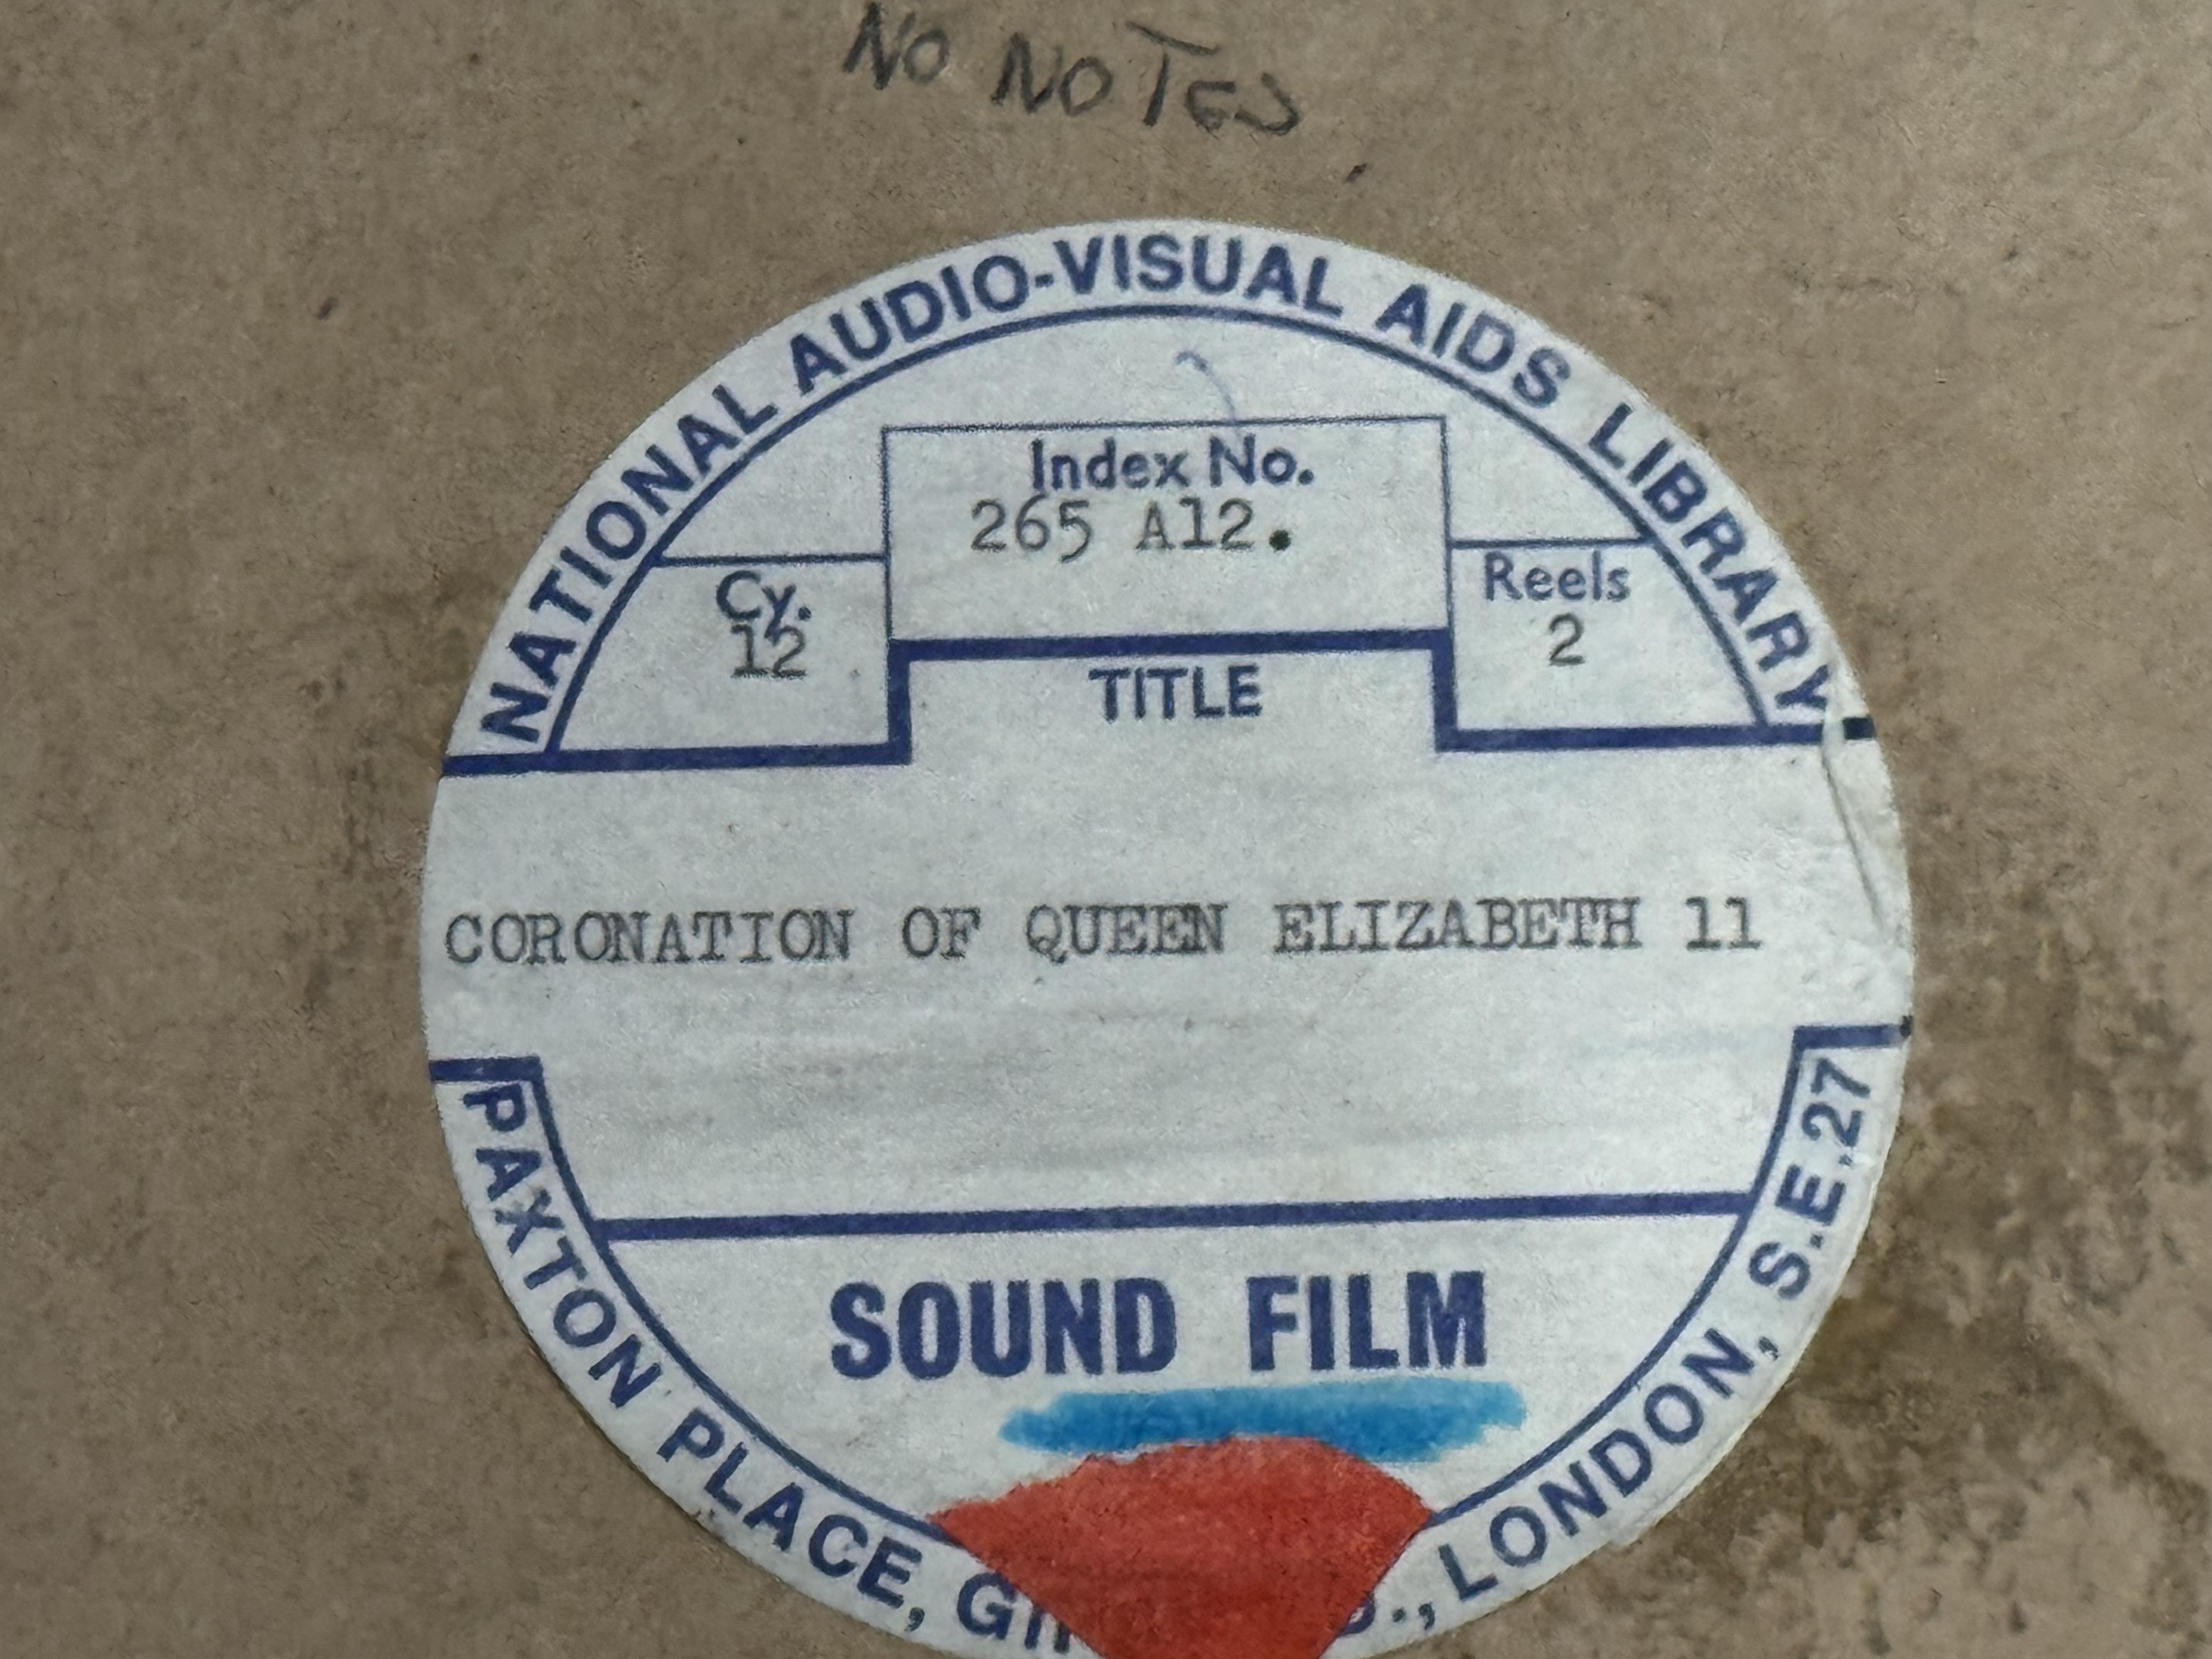 NO NOTES
NATIONAL AUDIO-VISUAL AIDS LIBRARY
Index No.
265 A12.
Cy.
12
Reels
2
TITLE
CORONATION OF QUEEN ELIZABETH 11
SOUND FILM
PAXTON PLACE, LONDON, S.E.27